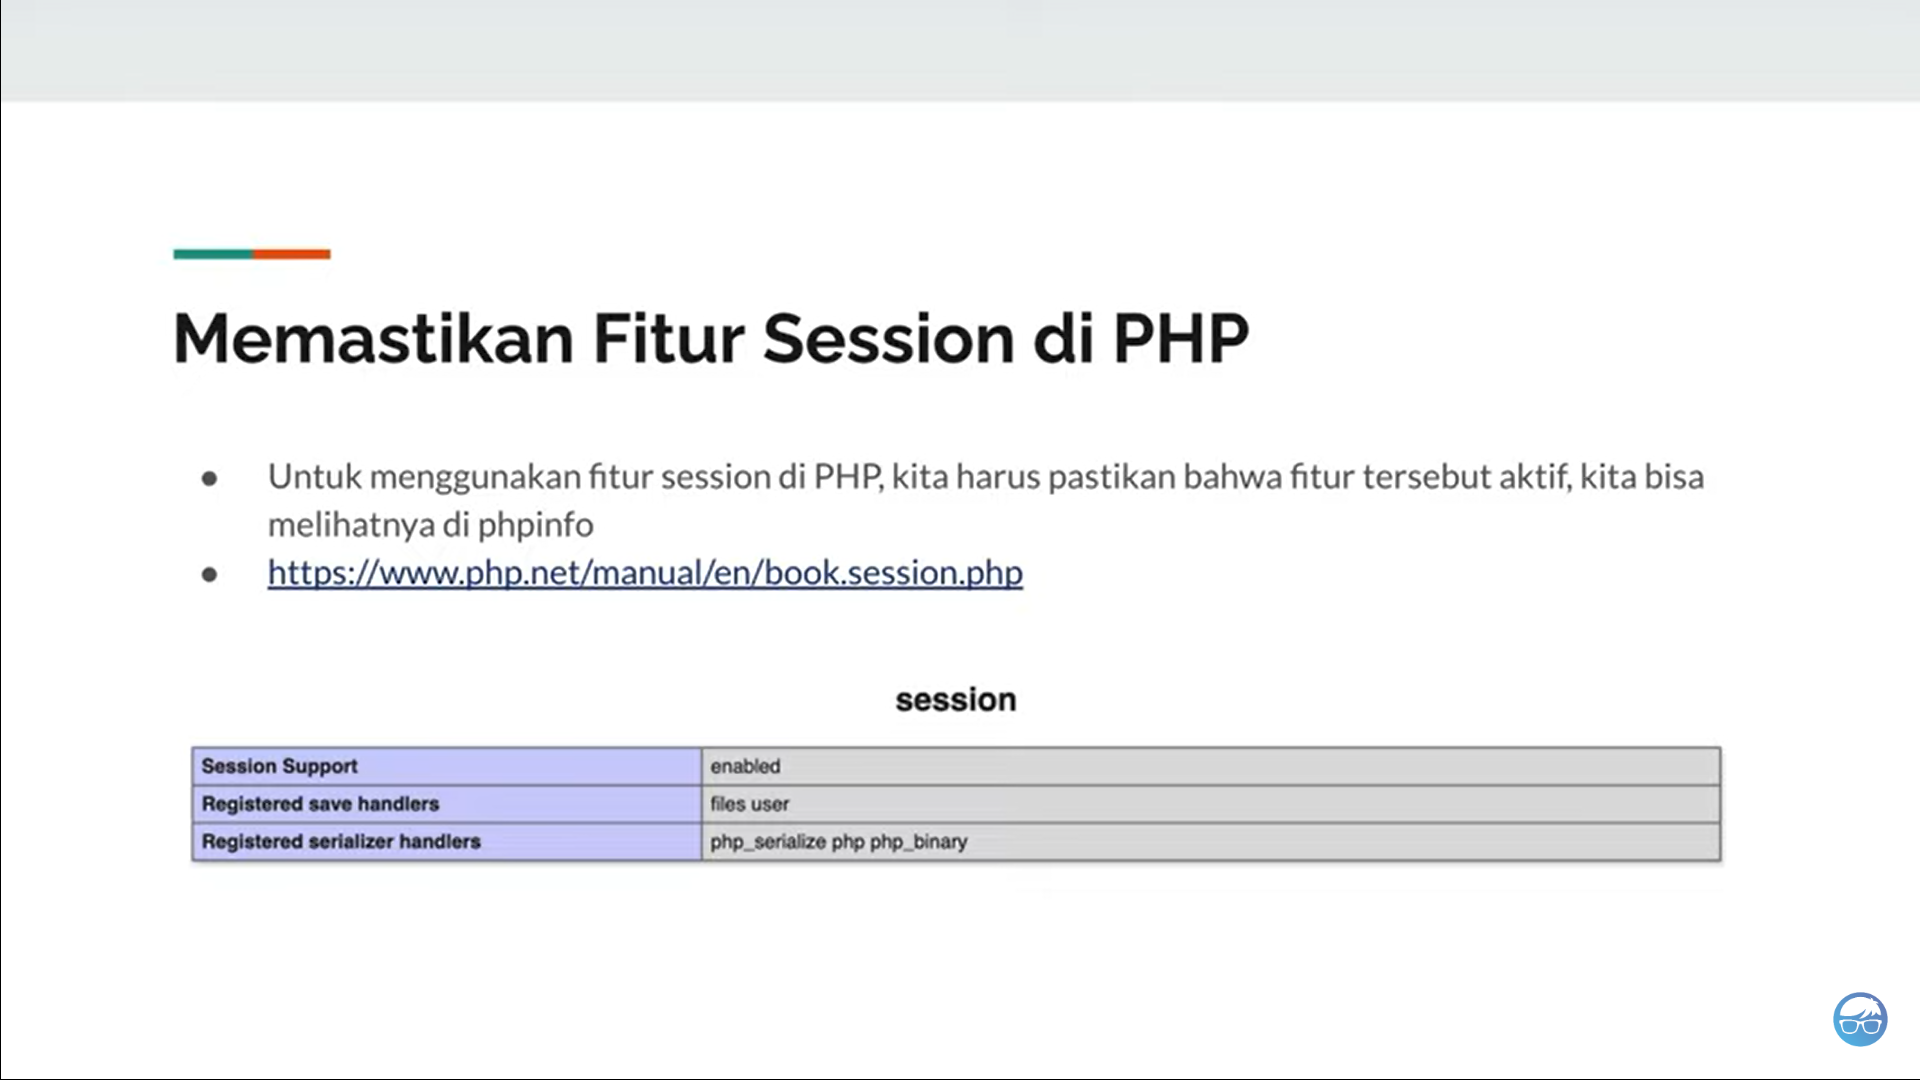 Memastikan Fitur Session di PHP
● Untuk menggunakan fitur session di PHP, kita harus pastikan bahwa fitur tersebut aktif, kita bisa
melihatnya di phpinfo
● https://www.php.net/manual/en/book.session.php
session
Session Support enabled
Registered save handlers files user
Registered serializer handlers php_serialize php php_binary